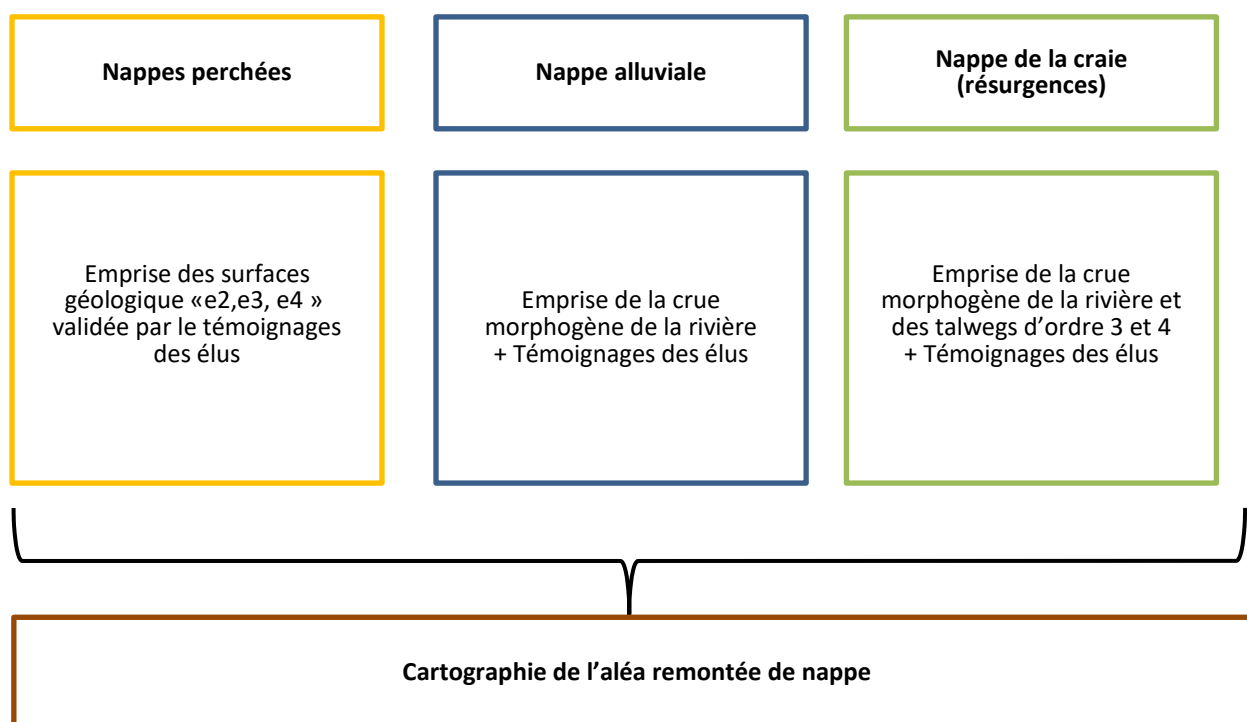 Nappes perchées
Nappe alluviale
Nappe de la craie
(résurgences)
Emprise des surfaces
géologique «e2,e3, e4 »
validée par le témoignages
des élus
Emprise de la crue
morphogène de la rivière
+ Témoignages des élus
Emprise de la crue
morphogène de la rivière et
des talwegs d’ordre 3 et 4
+ Témoignages des élus
Cartographie de l’aléa remontée de nappe